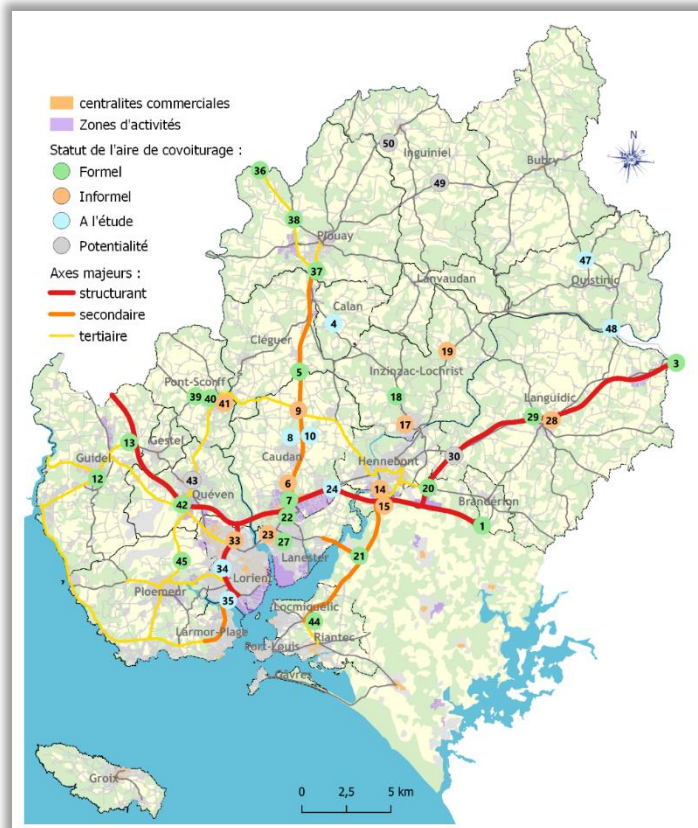 centralites commerciales
Zones d'activités
Statut de l'aire de covoiturage :
Formel
Informel
A l'étude
Potentialité
Axes majeurs :
structurant
secondaire
tertiaire
N
50
Inguiniel
Bubry
49
36
38
Plouay
37
47
Quistinic
Lanvaudan
Calan
4
48
Cléguer
19
3
Pont-Scorff
5
Inzinzac-Lochrist
39
40
41
18
Languidic
9
29
28
13
Gestel
8
10
17
Guidel
Caudan
30
12
43
Hennebont
Quéven
6
24
14
20
Brandérion
42
7
15
22
1
33
23
27
Lanester
21
45
34
Lorient
Ploemeur
35
Locmiquélic
44
Larmor-Plage
Riantec
Port-Louis
Gavres
Groix
0 2,5 5 km